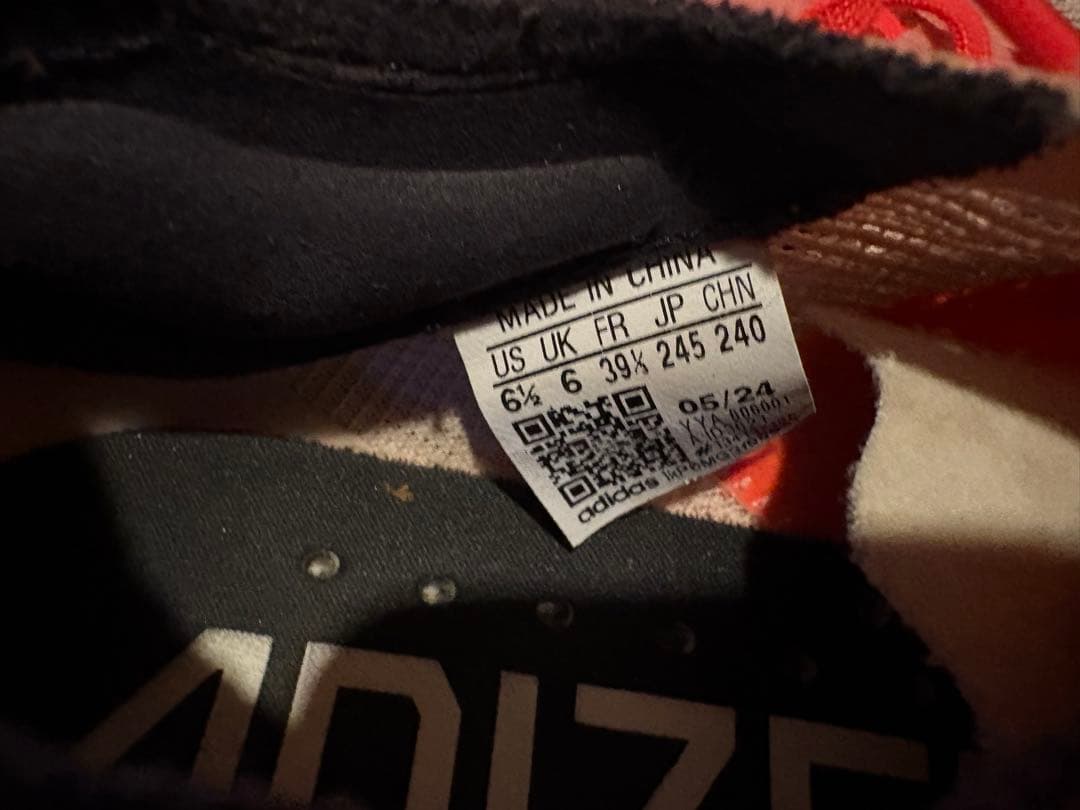 MADE IN CHINA
US UK FR JP CHN
6½ 6 39⅓ 245 240
05/24
adidas
ADIZE